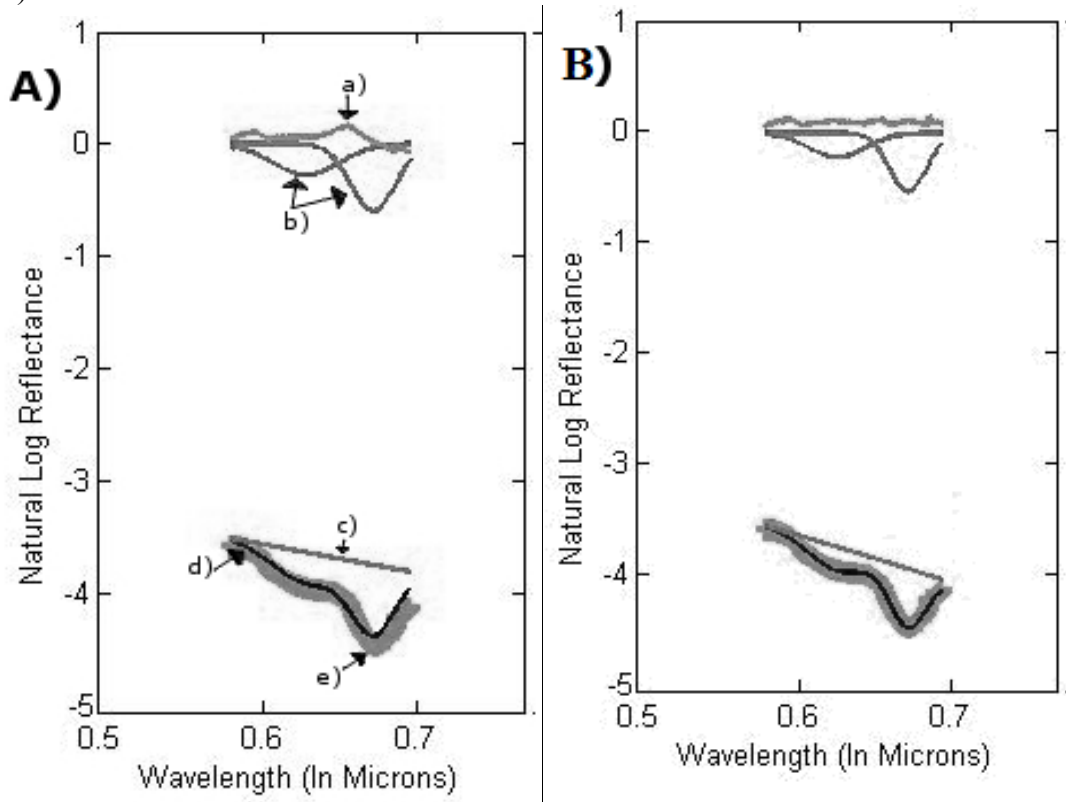 A)
1
0
-1
-2
-3
-4
-5
0.5
0.6
0.7
Natural Log Reflectance
Wavelength (In Microns)
a)
b)
c)
d)
e)
B)
1
0
-1
-2
-3
-4
-5
0.5
0.6
0.7
Natural Log Reflectance
Wavelength (In Microns)